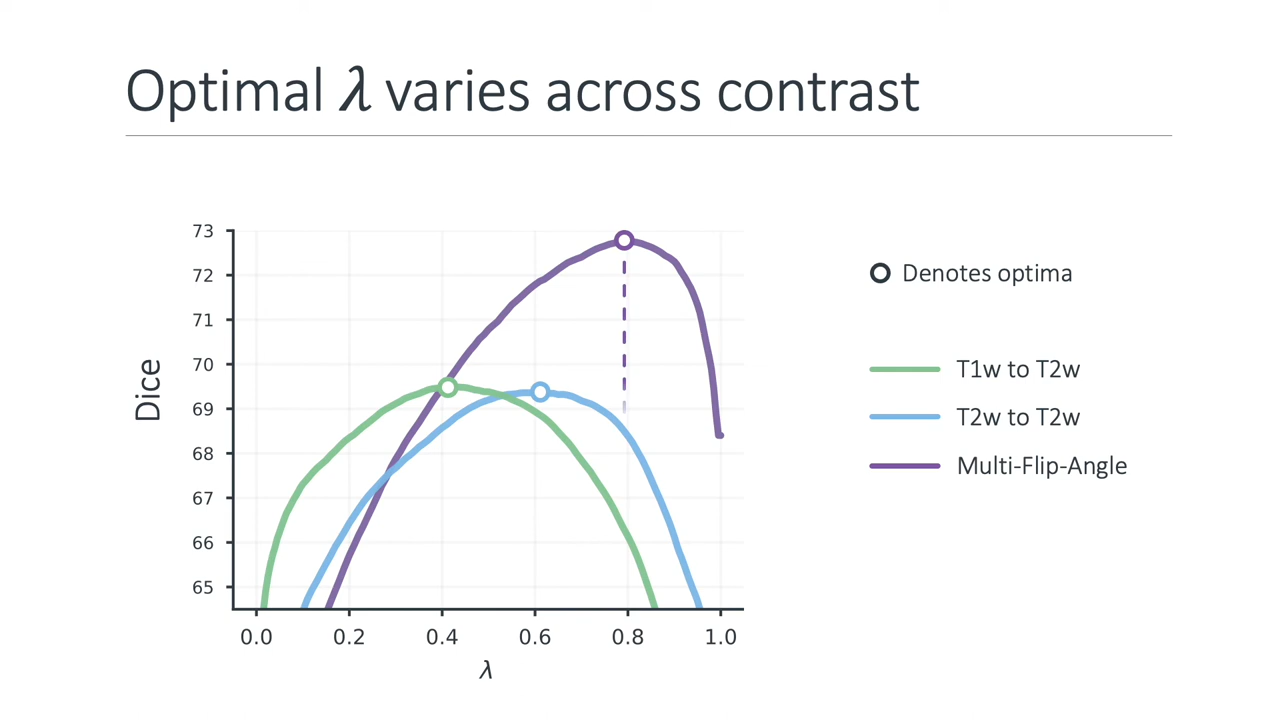 Optimal λ varies across contrast
73
72
71
70
69
68
67
66
65
Dice
0.0 0.2 0.4 0.6 0.8 1.0
λ
Denotes optima
T1w to T2w
T2w to T2w
Multi-Flip-Angle